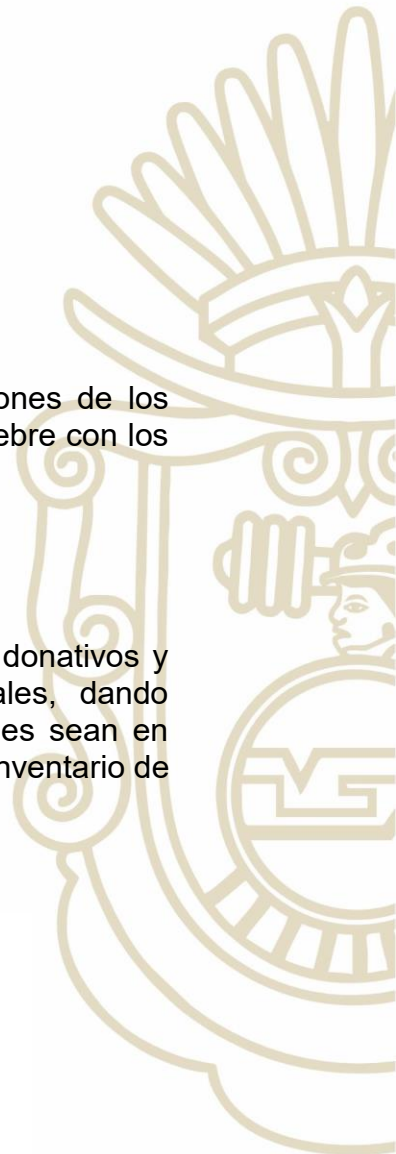 ones de los
ebre con los
donativos y
ales, dando
es sean en
nventario de